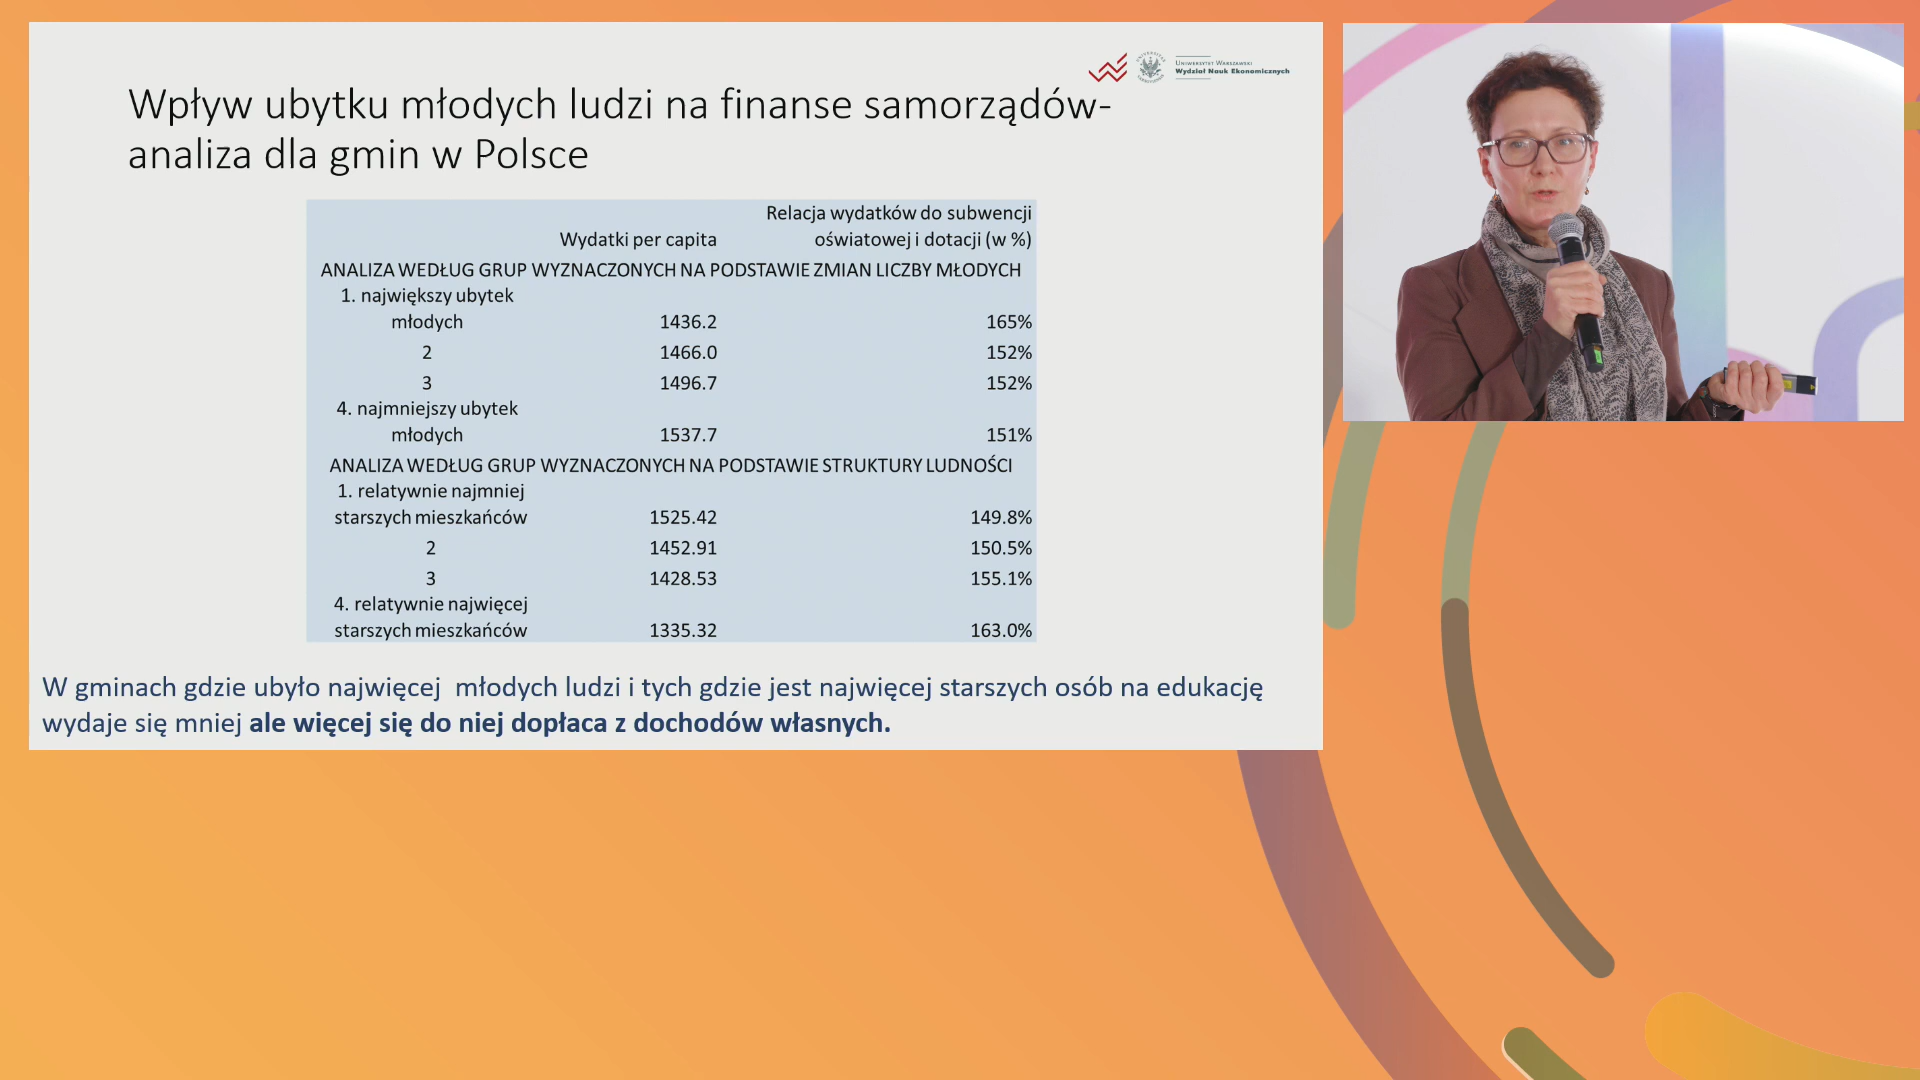 UNIWERSYTET WARSZAWSKI
Wydział Nauk Ekonomicznych
Wpływ ubytku młodych ludzi na finanse samorządów-
analiza dla gmin w Polsce
Relacja wydatków do subwencji
Wydatki per capita oświatowej i dotacji (w %)
ANALIZA WEDŁUG GRUP WYZNACZONYCH NA PODSTAWIE ZMIAN LICZBY MŁODYCH
1. największy ubytek
młodych 1436.2 165%
2 1466.0 152%
3 1496.7 152%
4. najmniejszy ubytek
młodych 1537.7 151%
ANALIZA WEDŁUG GRUP WYZNACZONYCH NA PODSTAWIE STRUKTURY LUDNOŚCI
1. relatywnie najmniej
starszych mieszkańców 1525.42 149.8%
2 1452.91 150.5%
3 1428.53 155.1%
4. relatywnie najwięcej
starszych mieszkańców 1335.32 163.0%
W gminach gdzie ubyło najwięcej młodych ludzi i tych gdzie jest najwięcej starszych osób na edukację
wydaje się mniej ale więcej się do niej dopłaca z dochodów własnych.